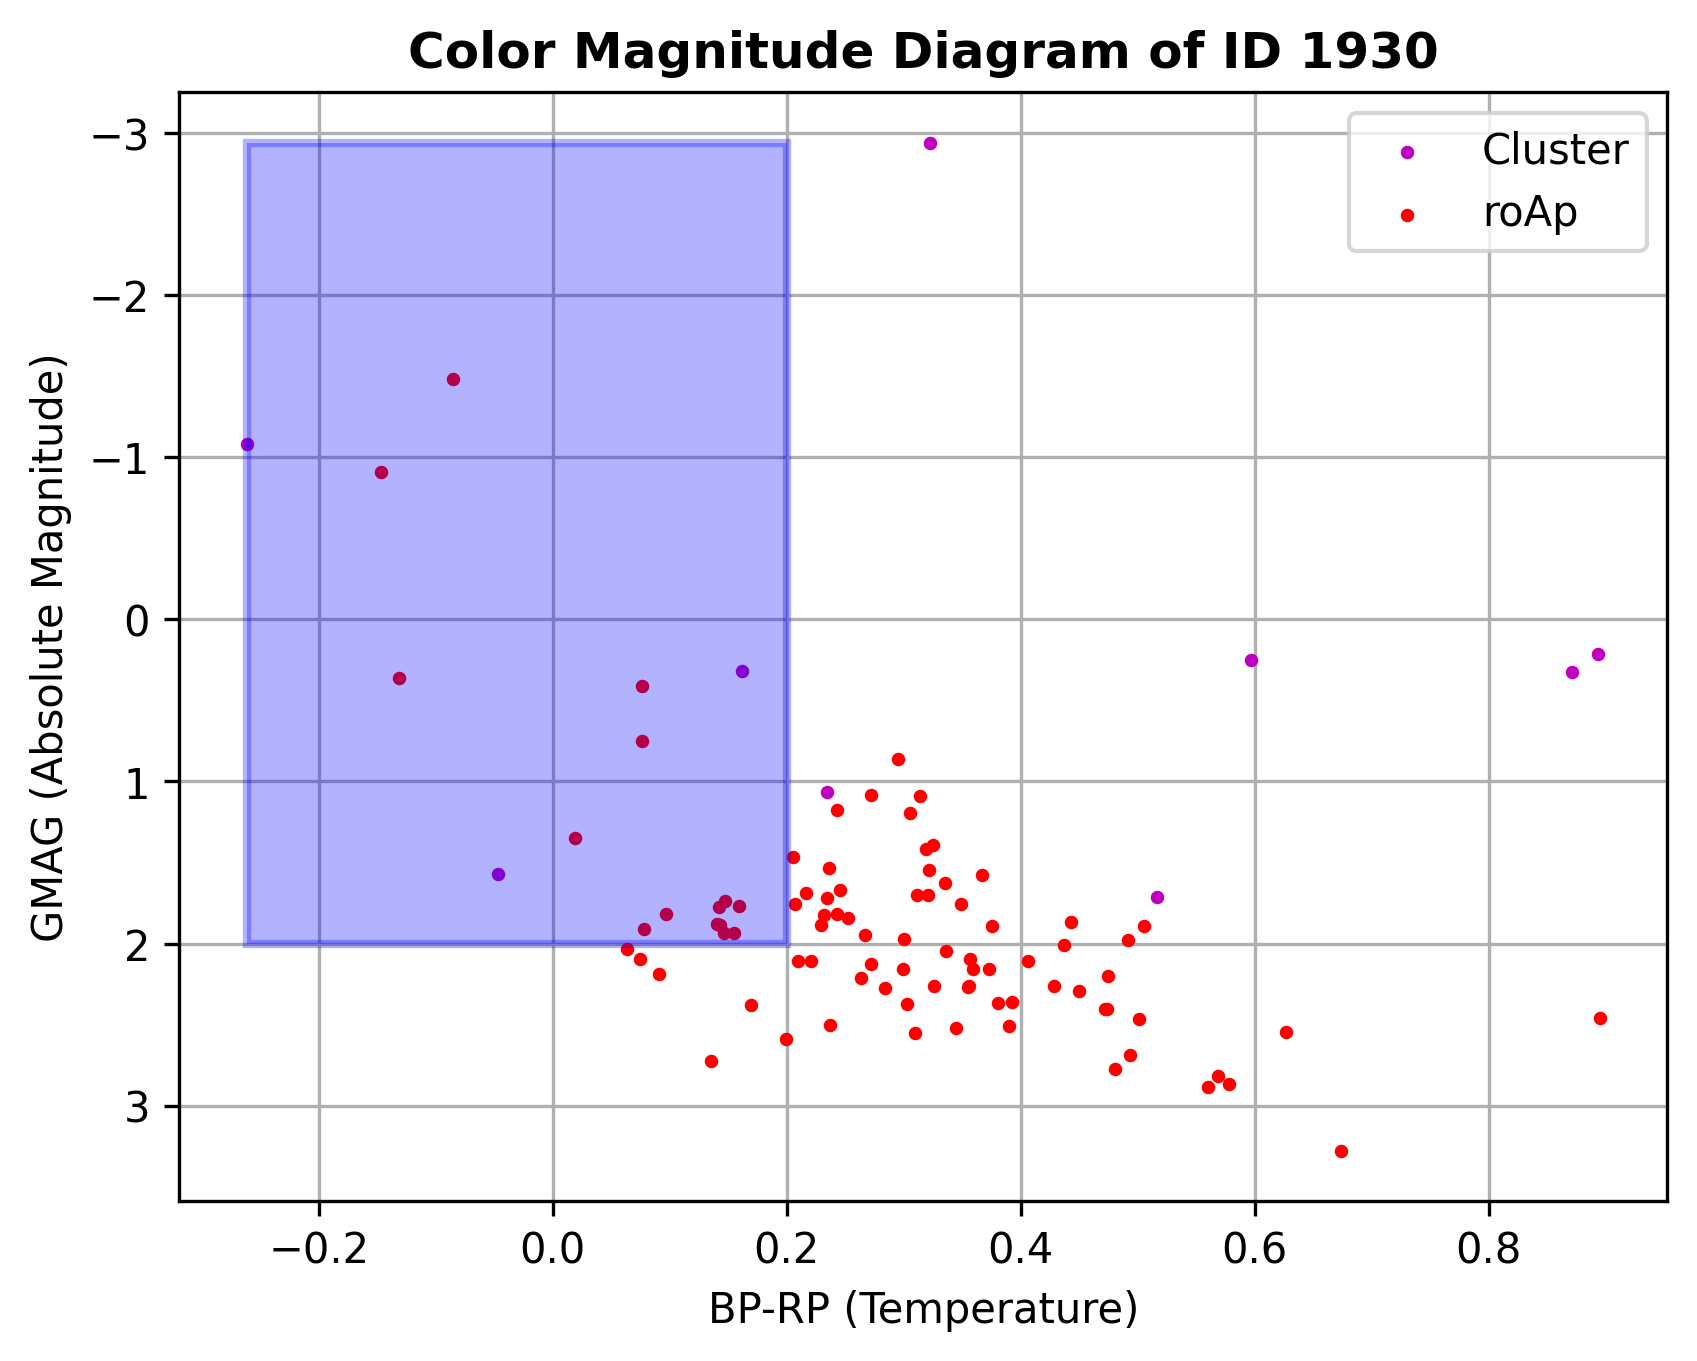 Color Magnitude Diagram of ID 1930
Cluster
roAp
GMAG (Absolute Magnitude)
−3
−2
−1
0
1
2
3
−0.2 0.0 0.2 0.4 0.6 0.8
BP-RP (Temperature)